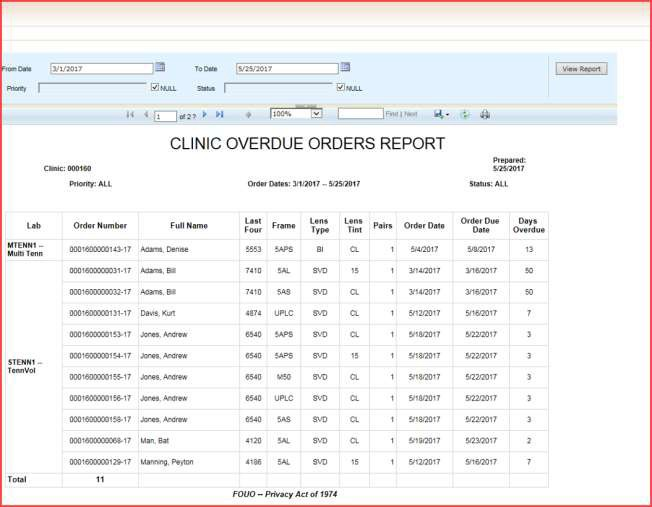 From Date 3/1/2017 To Date 5/25/2017 View Report
Priority NULL Status NULL
1 of 2 ? 100% Find | Next
CLINIC OVERDUE ORDERS REPORT
Clinic: 000160 Prepared: 5/25/2017
Priority: ALL Order Dates: 3/1/2017 -- 5/25/2017 Status: ALL
Lab Order Number Full Name Last Four Frame Lens Type Lens Tint Pairs Order Date Order Due Date Days Overdue
MTENN1 -- Multi Tenn 0001600000143-17 Adams, Denise 5553 5APS BI CL 1 5/4/2017 5/8/2017 13
STENN1 -- TennVol 0001600000031-17 Adams, Bill 7410 5AL SVD 15 1 3/14/2017 3/16/2017 50
0001600000032-17 Adams, Bill 7410 5AS SVD CL 1 3/14/2017 3/16/2017 50
0001600000131-17 Davis, Kurt 4874 UPLC SVD CL 1 5/12/2017 5/16/2017 7
0001600000153-17 Jones, Andrew 6540 5APS SVD CL 1 5/18/2017 5/22/2017 3
0001600000154-17 Jones, Andrew 6540 5APS SVD 15 1 5/18/2017 5/22/2017 3
0001600000155-17 Jones, Andrew 6540 M50 SVD CL 1 5/18/2017 5/22/2017 3
0001600000156-17 Jones, Andrew 6540 UPLC SVD CL 1 5/18/2017 5/22/2017 3
0001600000158-17 Jones, Andrew 6540 5AS SVD CL 1 5/18/2017 5/22/2017 3
0001600000068-17 Man, Bat 4120 5AL SVD CL 1 5/19/2017 5/23/2017 2
0001600000129-17 Manning, Peyton 4186 5AL SVD 15 1 5/12/2017 5/16/2017 7
Total 11
FOUO -- Privacy Act of 1974